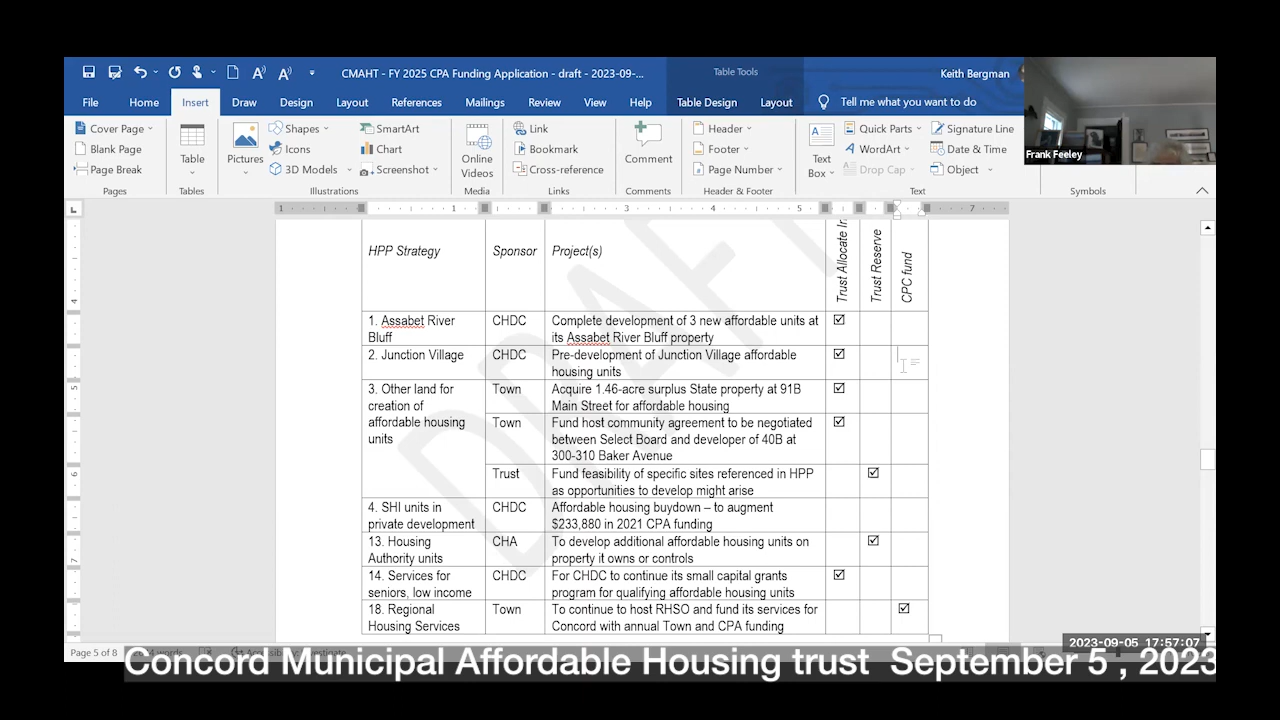 CMAHT - FY 2025 CPA Funding Application - draft - 2023-09-...
Table Tools
Keith Bergman
File Home Insert Draw Design Layout References Mailings Review View Help Table Design Layout Tell me what you want to do
Cover Page
Blank Page
Page Break
Pages
Table
Tables
Pictures
Shapes
Icons
3D Models
SmartArt
Chart
Screenshot
Illustrations
Online
Videos
Media
Link
Bookmark
Cross-reference
Links
Comment
Comments
Header
Footer
Page Number
Header & Footer
Text
Box
Quick Parts
WordArt
Drop Cap
Signature Line
Date & Time
Object
Text
Symbols
Frank Feeley
1 1 3 4 5 7
DRAFT
HPP Strategy Sponsor Project(s) Trust Allocate Trust Reserve CPC fund
1. Assabet River
Bluff
CHDC
Complete development of 3 new affordable units at
its Assabet River Bluff property
2. Junction Village
CHDC
Pre-development of Junction Village affordable
housing units
3. Other land for
creation of
affordable housing
units
Town
Acquire 1.46-acre surplus State property at 91B
Main Street for affordable housing
Town
Fund host community agreement to be negotiated
between Select Board and developer of 40B at
300-310 Baker Avenue
Trust
Fund feasibility of specific sites referenced in HPP
as opportunities to develop might arise
4. SHI units in
private development
CHDC
Affordable housing buydown – to augment
$233,880 in 2021 CPA funding
13. Housing
Authority units
CHA
To develop additional affordable housing units on
property it owns or controls
14. Services for
seniors, low income
CHDC
For CHDC to continue its small capital grants
program for qualifying affordable housing units
18. Regional
Housing Services
Town
To continue to host RHSO and fund its services for
Concord with annual Town and CPA funding
4
5
6
7
Page 5 of 8
2023-09-05 17:57:07
Concord Municipal Affordable Housing trust September 5 , 2023